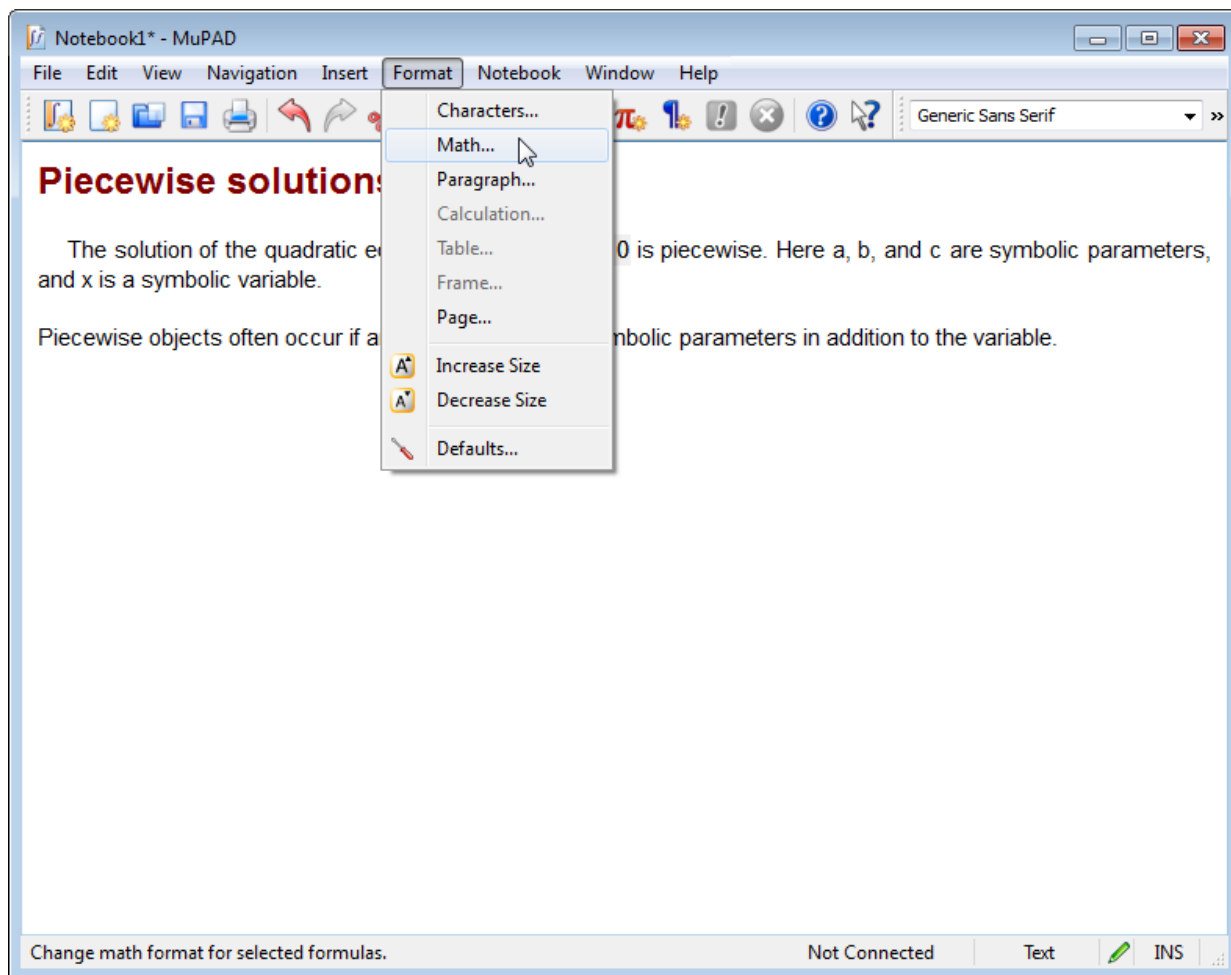 Notebook1* - MuPAD
File Edit View Navigation Insert Format Notebook Window Help
Generic Sans Serif
Characters...
Math...
Paragraph...
Calculation...
Table...
Frame...
Page...
Increase Size
Decrease Size
Defaults...
Piecewise solutions
The solution of the quadratic 0 is piecewise. Here a, b, and c are symbolic parameters,
and x is a symbolic variable.
Piecewise objects often occur if parameters in addition to the variable.
Change math format for selected formulas. Not Connected Text INS